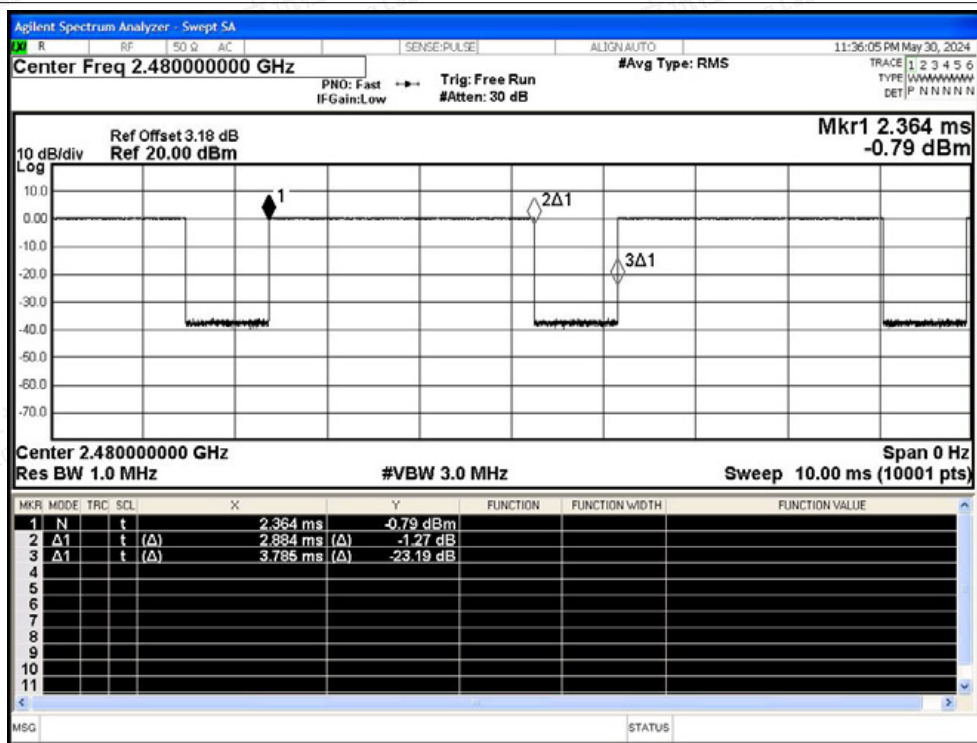 Agilent Spectrum Analyzer - Swept SA
R RF 50 Ω AC SENSE:PULSE ALIGNAUTO 11:36:05 PM May 30, 2024
Center Freq 2.480000000 GHz #Avg Type: RMS TRACE 1 2 3 4 5 6
PNO: Fast Trig: Free Run TYPE WWWWWW
IFGain:Low #Atten: 30 dB DET P N N N N N
Mkr1 2.364 ms
Ref Offset 3.18 dB
10 dB/div Ref 20.00 dBm -0.79 dBm
Log
10.0
1
2Δ1
0.00
-10.0
3Δ1
-20.0
-30.0
-40.0
-50.0
-60.0
-70.0
Center 2.480000000 GHz Span 0 Hz
Res BW 1.0 MHz #VBW 3.0 MHz Sweep 10.00 ms (10001 pts)
MKR MODE TRC SCL X Y FUNCTION FUNCTION WIDTH FUNCTION VALUE
1 N t 2.364 ms -0.79 dBm
2 Δ1 t (Δ) 2.884 ms (Δ) -1.27 dB
3 Δ1 t (Δ) 3.785 ms (Δ) -23.19 dB
4
5
6
7
8
9
10
11
MSG STATUS